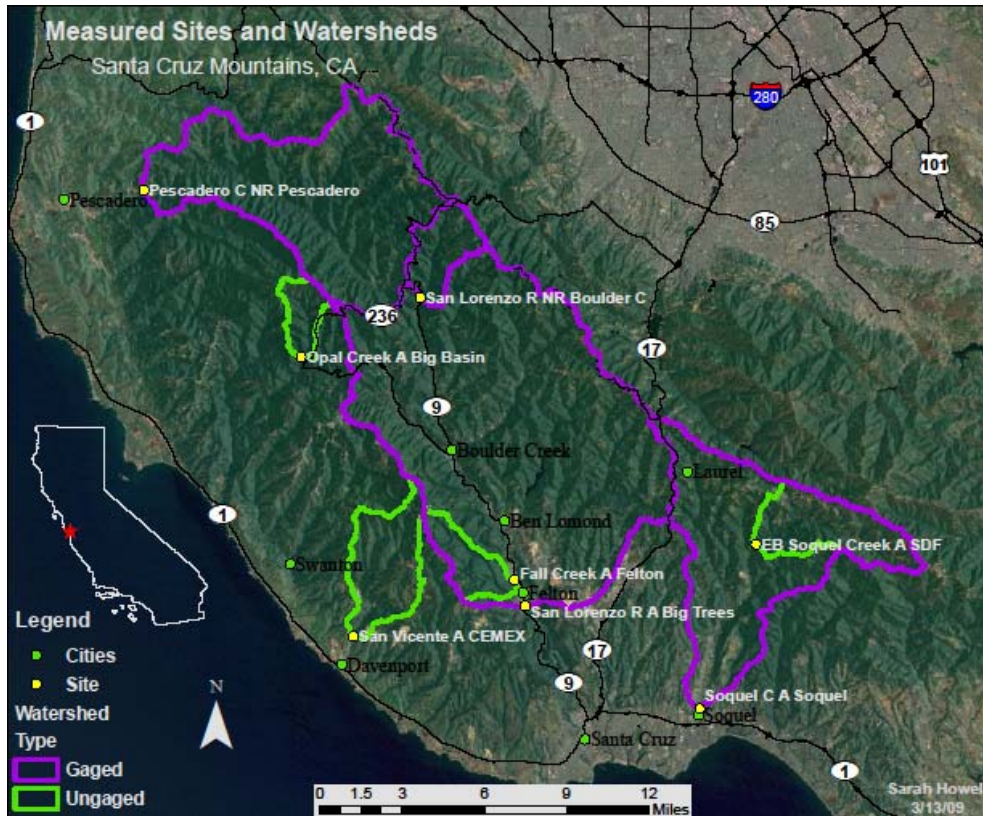 Measured Sites and Watersheds
Santa Cruz Mountains, CA
1
280
101
Pescadero C NR Pescadero
Pescadero
85
San Lorenzo R NR Boulder C
236
17
Opal Creek A Big Basin
9
Boulder Creek
Laurel
1
Ben Lomond
EB Soquel Creek A SDF
Swanton
Fall Creek A Felton
Felton
San Lorenzo R A Big Trees
San Vicente A CEMEX
17
Davenport
9
Soquel C A Soquel
Soquel
Santa Cruz
1
Legend
Cities
Site
Watershed
Type
Gaged
Ungaged
N
0 1.5 3 6 9 12
Miles
Sarah Howel
3/13/09